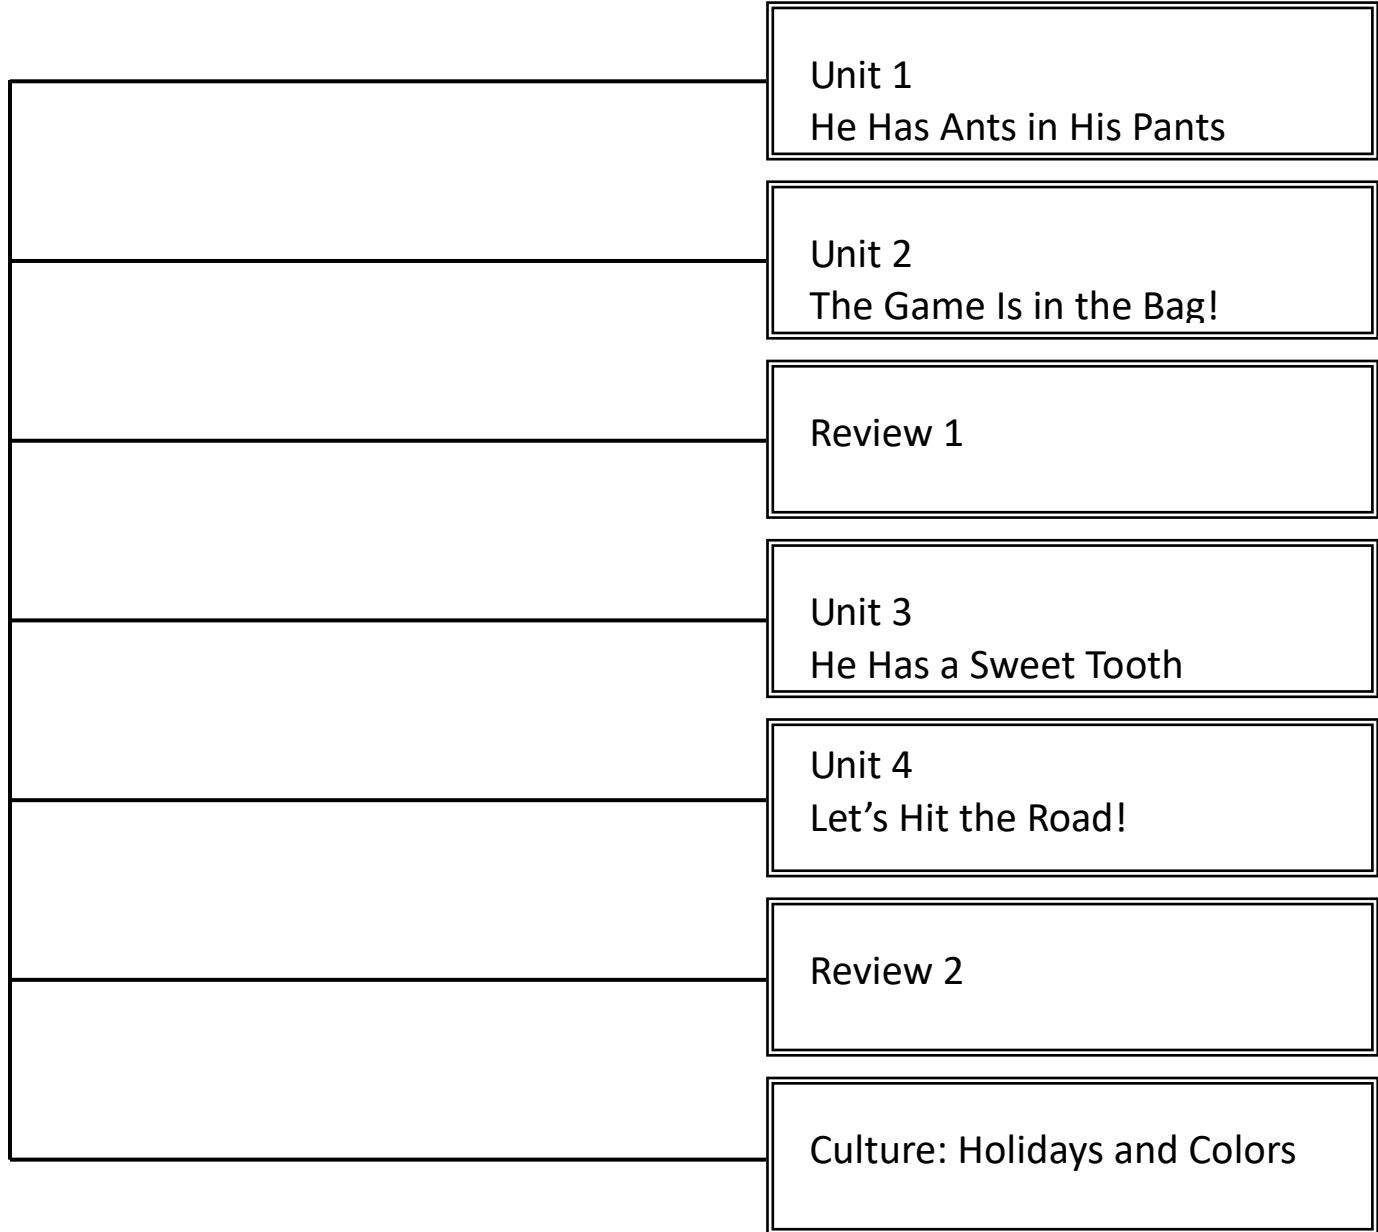 Unit 1
He Has Ants in His Pants
Unit 2
The Game Is in the Bag!
Review 1
Unit 3
He Has a Sweet Tooth
Unit 4
Let’s Hit the Road!
Review 2
Culture: Holidays and Colors